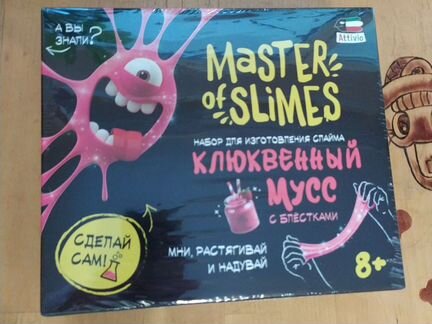 А ВЫ
ЗНАЛИ?
Attivio
MASTER
of SLiMES
НАБОР ДЛЯ ИЗГОТОВЛЕНИЯ СЛАЙМА
КЛЮКВЕННЫЙ
МУСС
С БЛЁСТКАМИ
СДЕЛАЙ
САМ!
МНИ, РАСТЯГИВАЙ
И НАДУВАЙ
8+